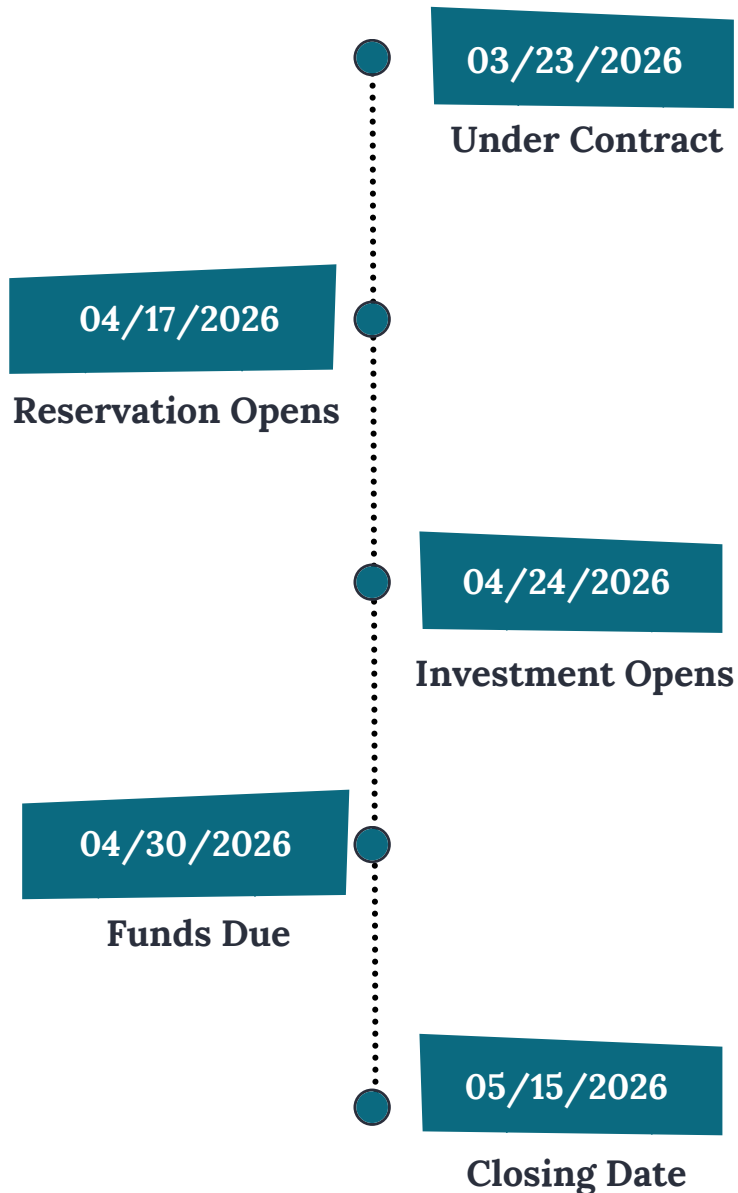 03/23/2026
Under Contract
04/17/2026
Reservation Opens
04/24/2026
Investment Opens
04/30/2026
Funds Due
05/15/2026
Closing Date